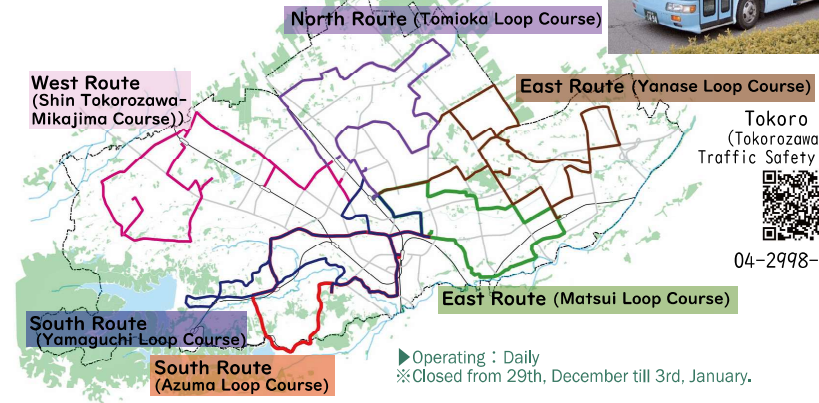 North Route (Tomioka Loop Course)
West Route
(Shin Tokorozawa-
Mikajima Course))
East Route (Yanase Loop Course)
Tokoro
(Tokorozawa
Traffic Safety
04-2998-
East Route (Matsui Loop Course)
South Route
(Yamaguchi Loop Course)
South Route
(Azuma Loop Course)
▶Operating：Daily
※Closed from 29th, December till 3rd, January.